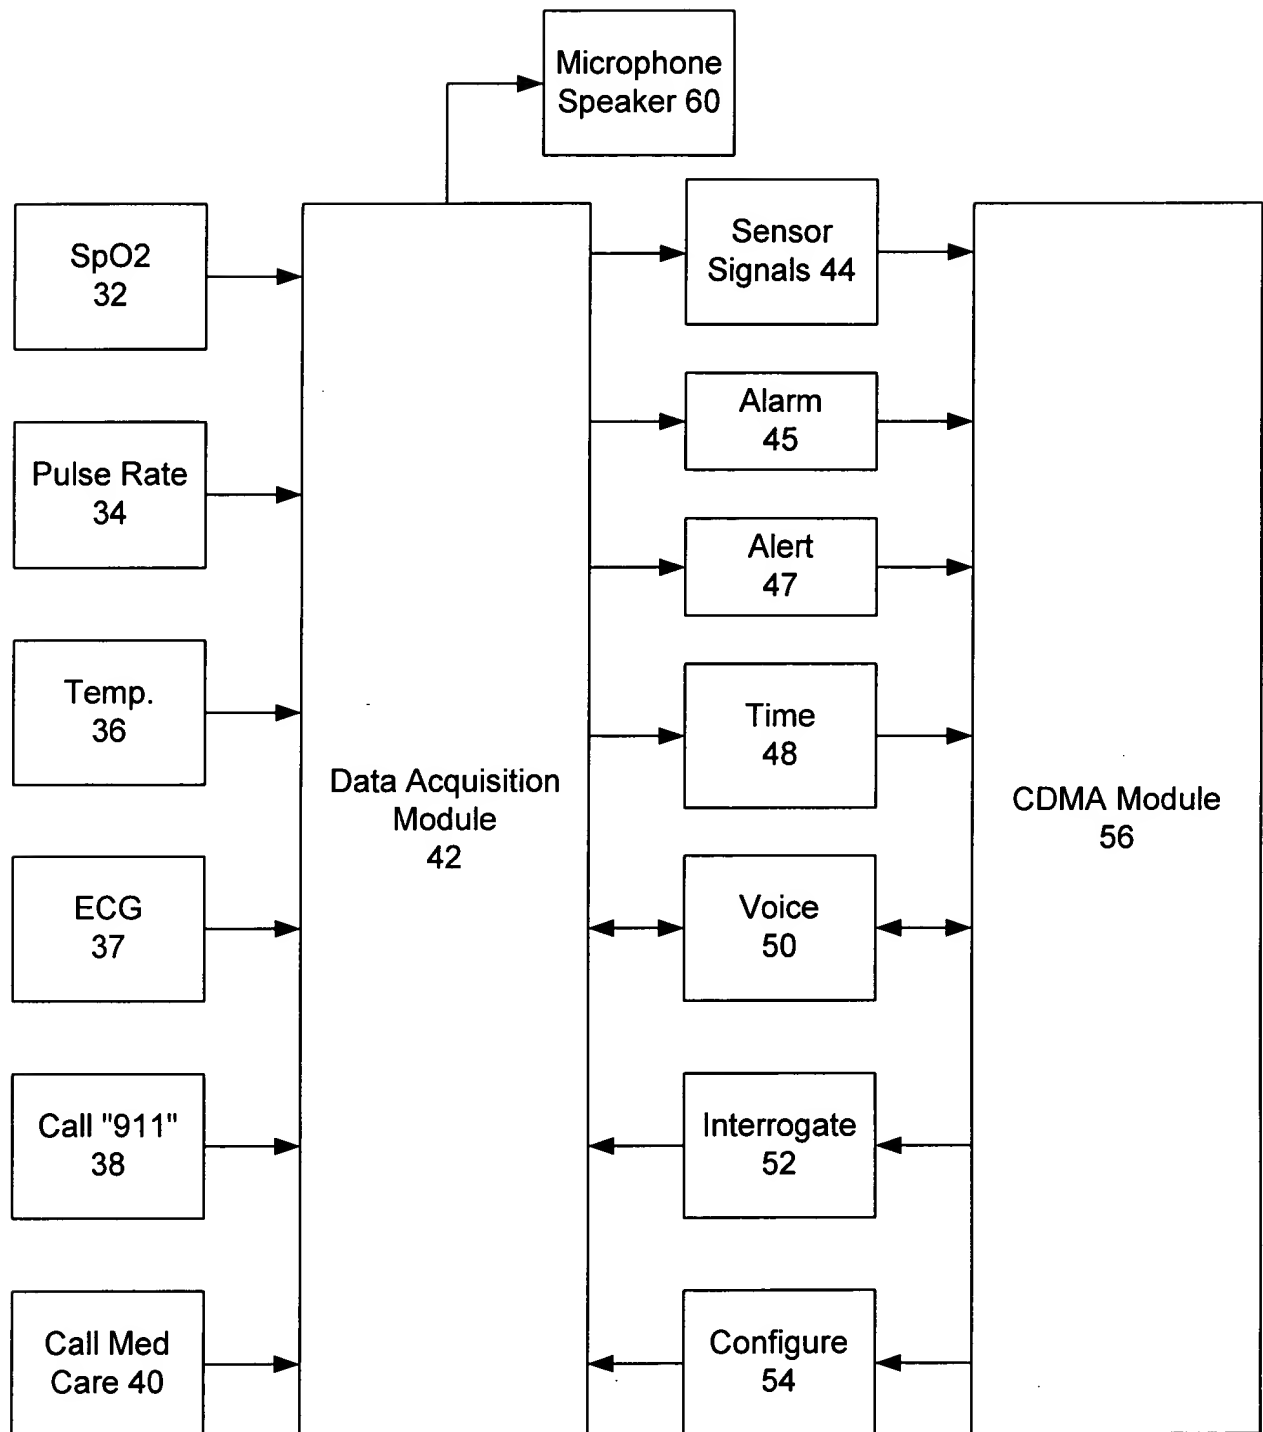 Microphone
Speaker 60
SpO2
32
Pulse Rate
34
Temp.
36
ECG
37
Call "911"
38
Call Med
Care 40
Data Acquisition
Module
42
Sensor
Signals 44
Alarm
45
Alert
47
Time
48
Voice
50
Interrogate
52
Configure
54
CDMA Module
56